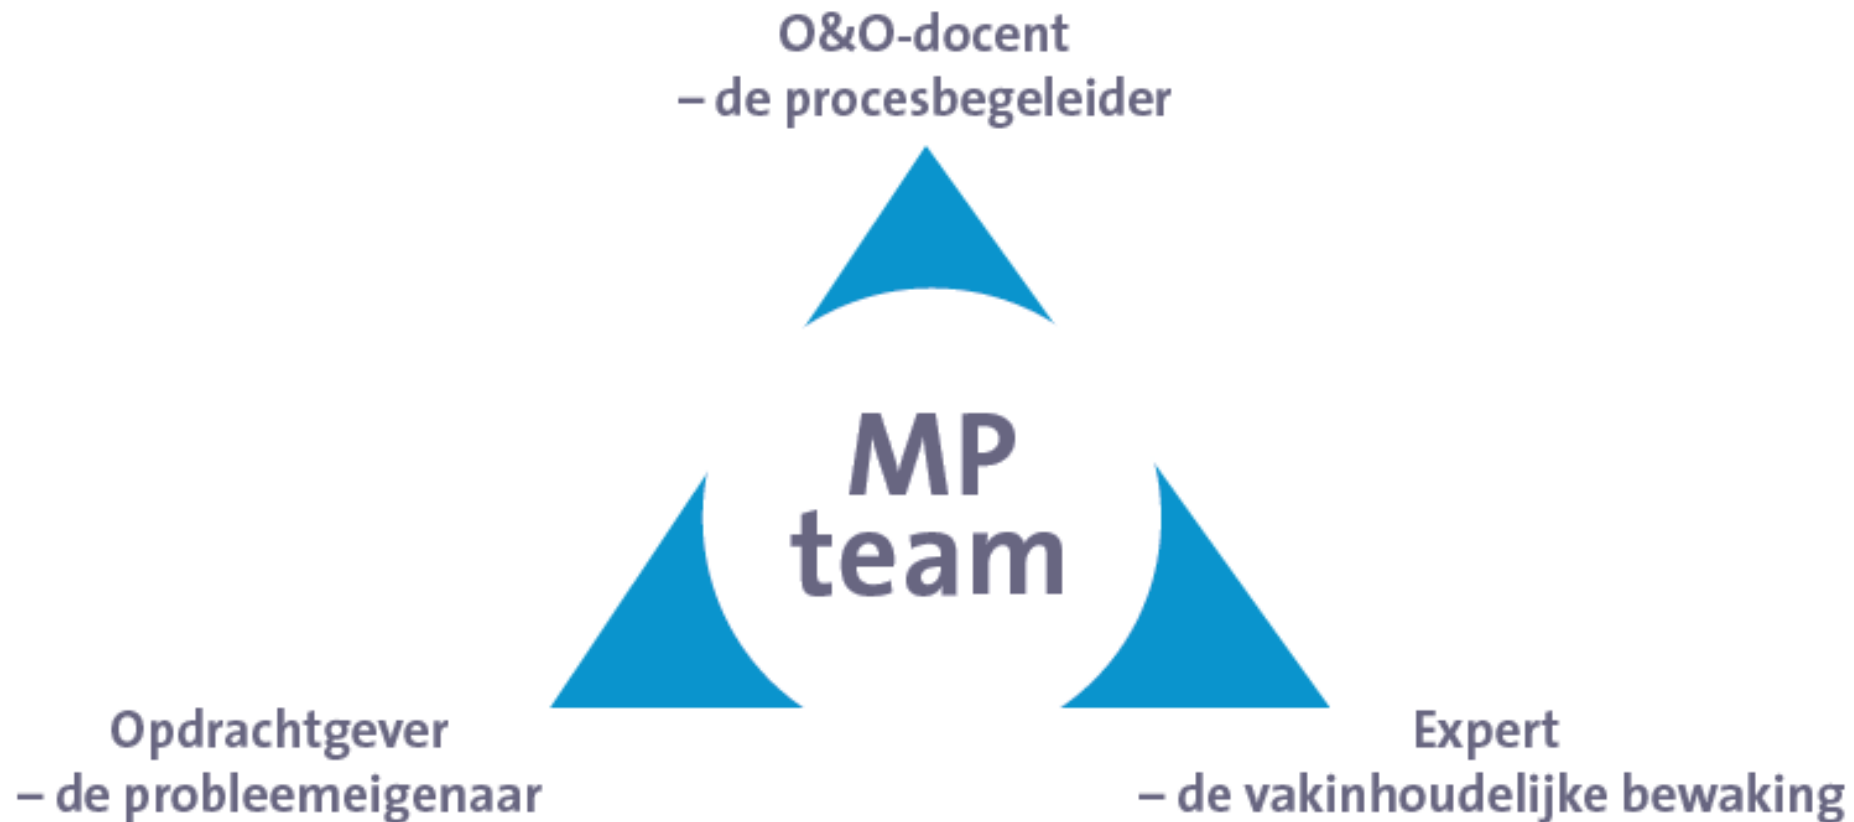 O&O-docent
– de procesbegeleider
MP
team
Opdrachtgever
– de probleemeigenaar
Expert
– de vakinhoudelijke bewaking